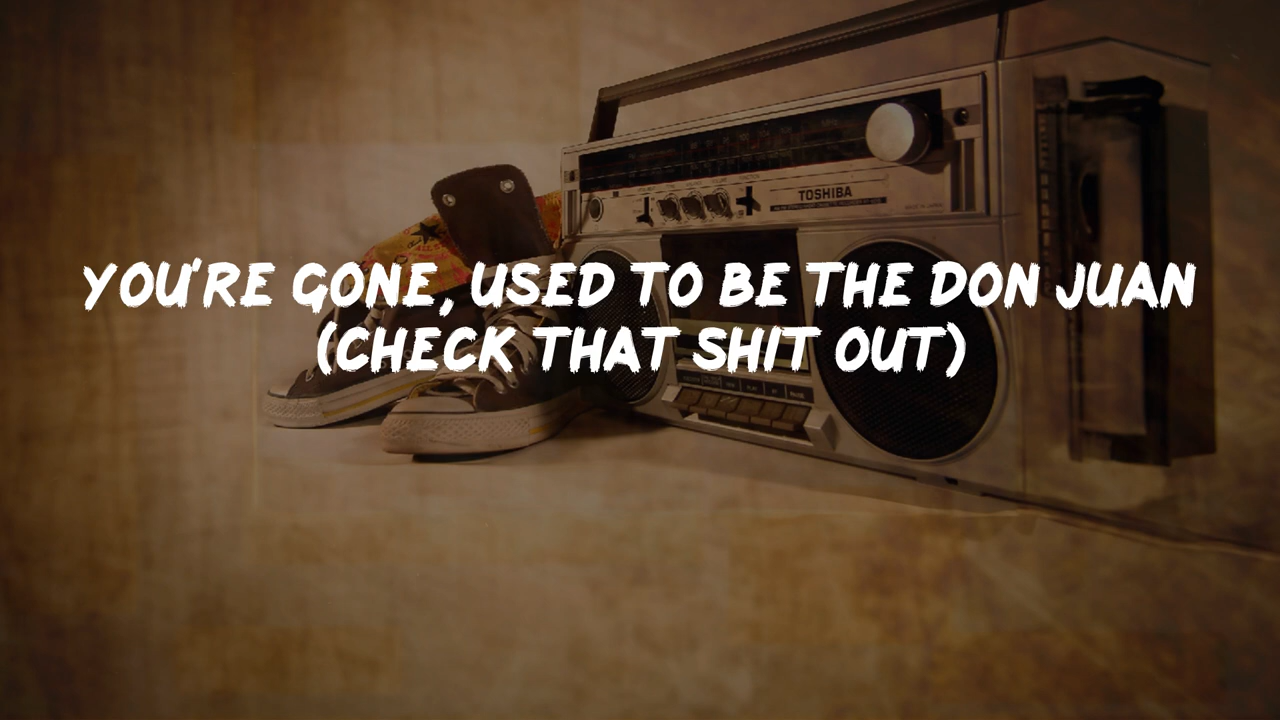 TOSHIBA
YOU'RE GONE, USED TO BE THE DON JUAN
(CHECK THAT SHIT OUT)